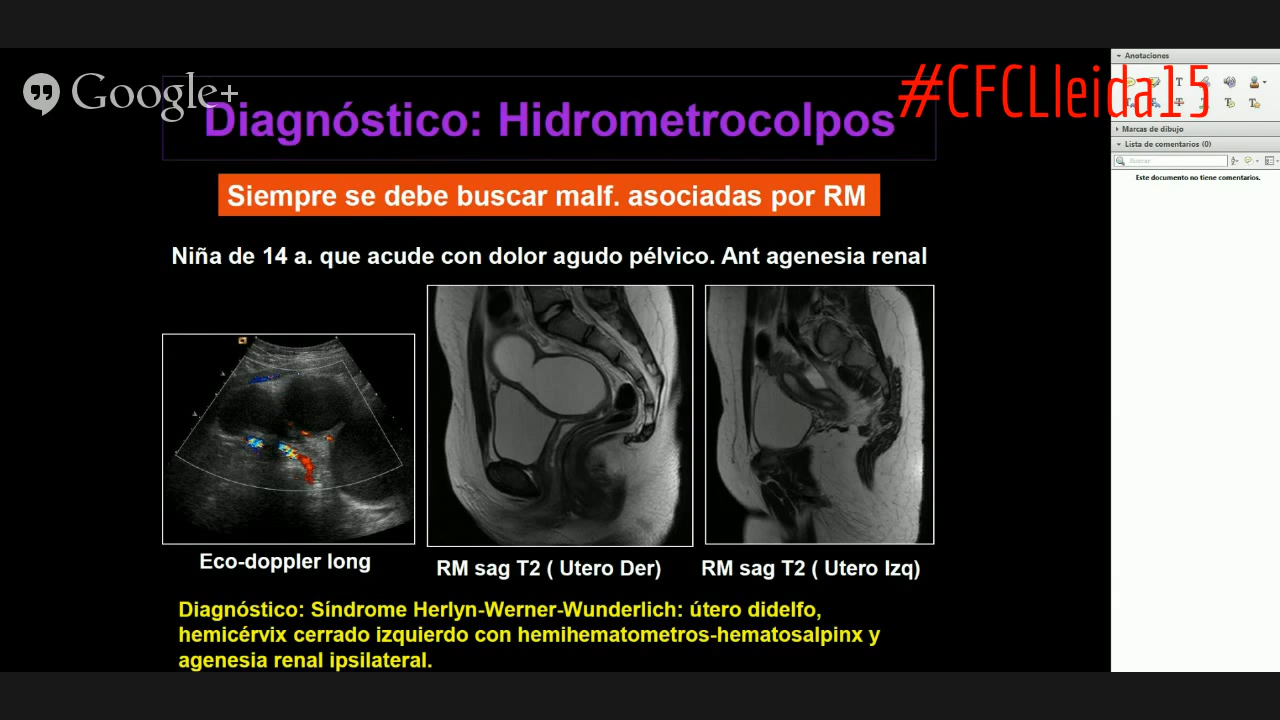 Google+
#CFCLleida15
Diagnóstico: Hidrometrocolpos
Siempre se debe buscar malf. asociadas por RM
Niña de 14 a. que acude con dolor agudo pélvico. Ant agenesia renal
Eco-doppler long
RM sag T2 ( Utero Der)
RM sag T2 ( Utero Izq)
Diagnóstico: Síndrome Herlyn-Werner-Wunderlich: útero didelfo,
hemicérvix cerrado izquierdo con hemihematometros-hematosalpinx y
agenesia renal ipsilateral.
Anotaciones
Marcas de dibujo
Lista de comentarios (0)
Buscar
Este documento no tiene comentarios.